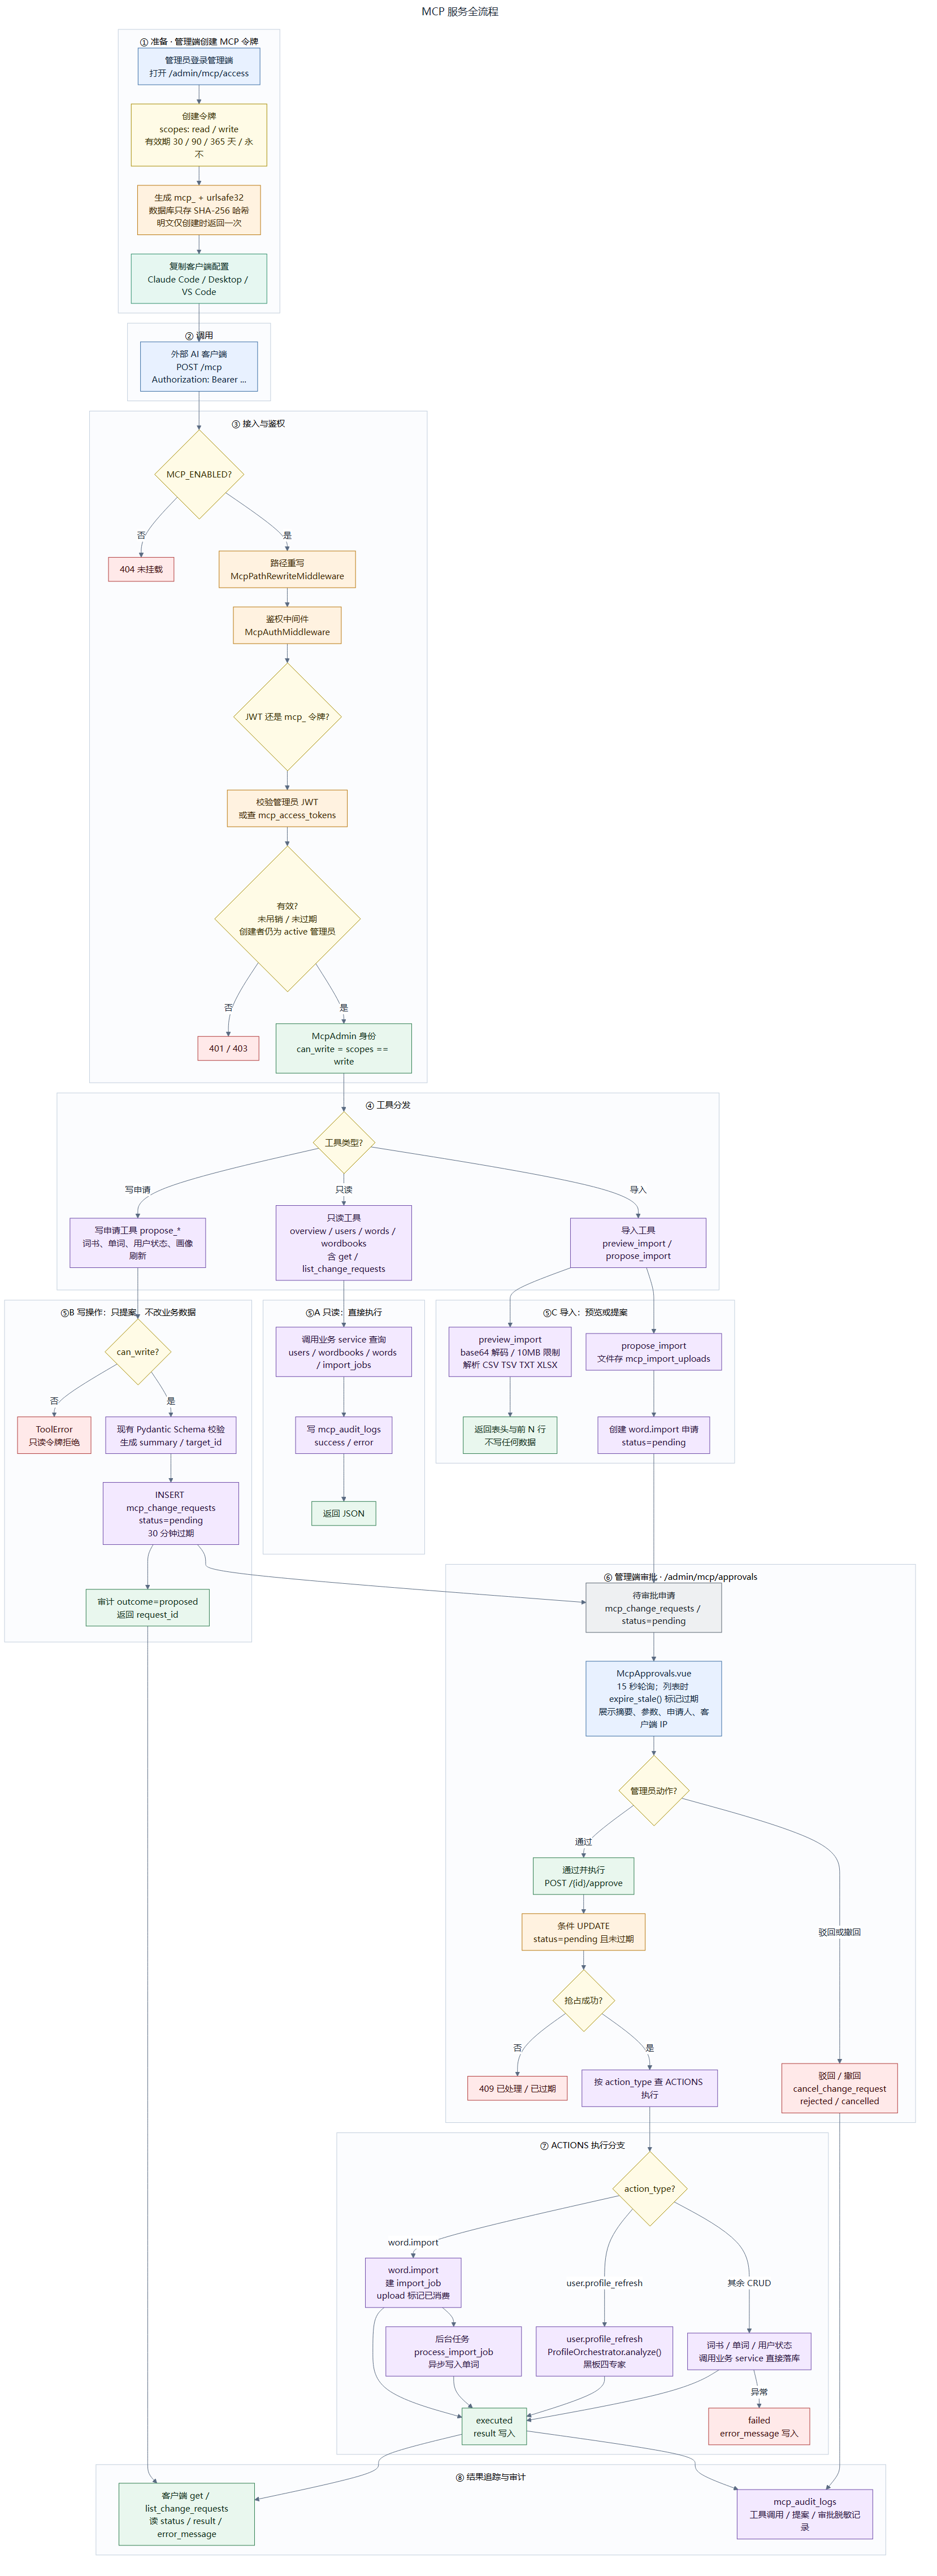 MCP 服务全流程
① 准备 · 管理端创建 MCP 令牌
管理员登录管理端
打开 /admin/mcp/access
创建令牌
scopes: read / write
有效期 30 / 90 / 365 天 / 永
不
生成 mcp_ + urlsafe32
数据库只存 SHA-256 哈希
明文仅创建时返回一次
复制客户端配置
Claude Code / Desktop /
VS Code
② 调用
外部 AI 客户端
POST /mcp
Authorization: Bearer ...
③ 接入与鉴权
MCP_ENABLED?
否
是
404 未挂载
路径重写
McpPathRewriteMiddleware
鉴权中间件
McpAuthMiddleware
JWT 还是 mcp_ 令牌?
校验管理员 JWT
或查 mcp_access_tokens
有效?
未吊销 / 未过期
创建者仍为 active 管理员
否
是
401 / 403
McpAdmin 身份
can_write = scopes ==
write
④ 工具分发
工具类型?
写申请
只读
导入
写申请工具 propose_*
词书、单词、用户状态、画像
刷新
只读工具
overview / users / words /
wordbooks
含 get /
list_change_requests
导入工具
preview_import /
propose_import
⑤B 写操作：只提案，不改业务数据
can_write?
否
是
ToolError
只读令牌拒绝
现有 Pydantic Schema 校验
生成 summary / target_id
INSERT
mcp_change_requests
status=pending
30 分钟过期
审计 outcome=proposed
返回 request_id
⑤A 只读：直接执行
调用业务 service 查询
users / wordbooks / words
/ import_jobs
写 mcp_audit_logs
success / error
返回 JSON
⑤C 导入：预览或提案
preview_import
base64 解码 / 10MB 限制
解析 CSV TSV TXT XLSX
propose_import
文件存 mcp_import_uploads
返回表头与前 N 行
不写任何数据
创建 word.import 申请
status=pending
⑥ 管理端审批 · /admin/mcp/approvals
待审批申请
mcp_change_requests /
status=pending
McpApprovals.vue
15 秒轮询；列表时
expire_stale() 标记过期
展示摘要、参数、申请人、客
户端 IP
管理员动作?
通过
驳回或撤回
通过并执行
POST /{id}/approve
条件 UPDATE
status=pending 且未过期
抢占成功?
否
是
409 已处理 / 已过期
按 action_type 查 ACTIONS
执行
驳回 / 撤回
cancel_change_request
rejected / cancelled
⑦ ACTIONS 执行分支
action_type?
word.import
user.profile_refresh
其余 CRUD
word.import
建 import_job
upload 标记已消费
后台任务
process_import_job
异步写入单词
user.profile_refresh
ProfileOrchestrator.analyze()
黑板四专家
词书 / 单词 / 用户状态
调用业务 service 直接落库
异常
executed
result 写入
failed
error_message 写入
⑧ 结果追踪与审计
客户端 get /
list_change_requests
读 status / result /
error_message
mcp_audit_logs
工具调用 / 提案 / 审批脱敏记
录